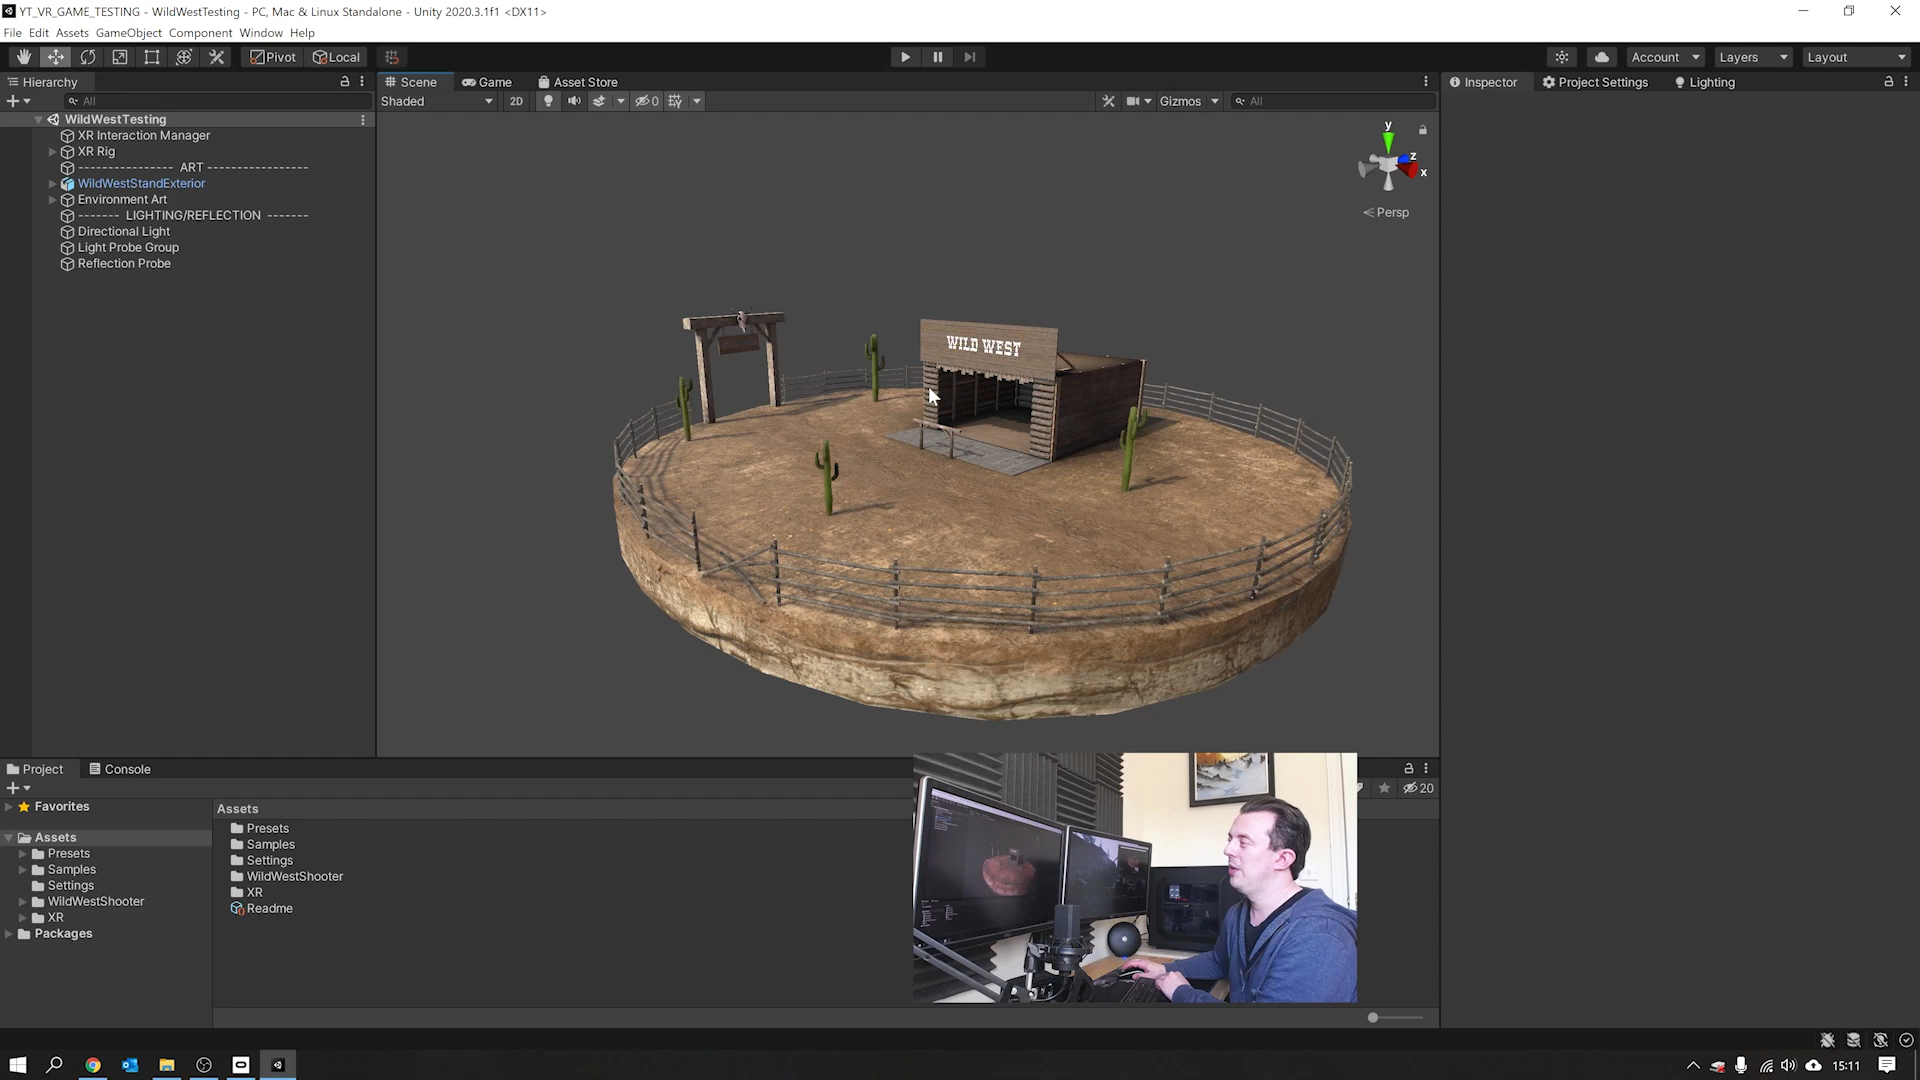 YT_VR_GAME_TESTING - WildWestTesting - PC, Mac & Linux Standalone - Unity 2020.3.1f1 <DX11>
File Edit Assets GameObject Component Window Help
Pivot Local Account Layers Layout
Hierarchy
All
WildWestTesting
XR Interaction Manager
XR Rig
---------------- ART -----------------
WildWestStandExterior
Environment Art
------- LIGHTING/REFLECTION -------
Directional Light
Light Probe Group
Reflection Probe
Scene Game Asset Store
Shaded 2D 0 Gizmos All
y
z
x
Persp
WILD WEST
Inspector Project Settings Lighting
Project Console
20
Favorites
Assets
Presets
Samples
Settings
WildWestShooter
XR
Packages
Assets
Presets
Samples
Settings
WildWestShooter
XR
Readme
15:11